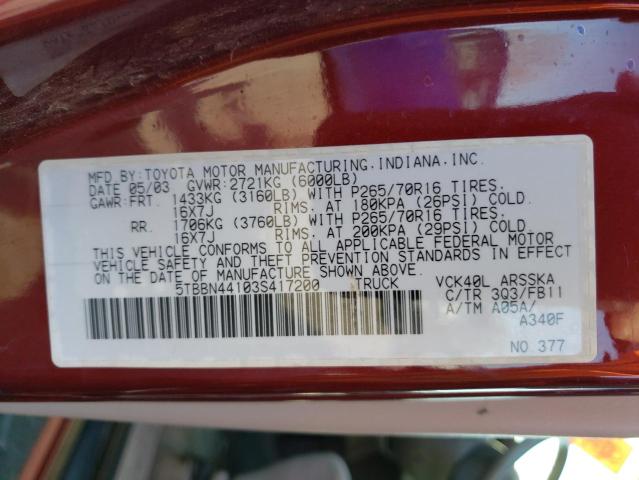 MFD BY: TOYOTA MOTOR MANUFACTURING, INDIANA, INC.
DATE 05/03 GVWR: 2721KG (6000LB)
GAWR: FRT. 1433KG (3160LB) WITH P265/70R16 TIRES.
16X7J RIMS. AT 180KPA (26PSI) COLD.
RR. 1706KG (3760LB) WITH P265/70R16 TIRES.
16X7J RIMS. AT 200KPA (29PSI) COLD.
THIS VEHICLE CONFORMS TO ALL APPLICABLE FEDERAL MOTOR
VEHICLE SAFETY AND THEFT PREVENTION STANDARDS IN EFFECT
ON THE DATE OF MANUFACTURE SHOWN ABOVE.
5TBBN44103S417200 TRUCK VCK40L ARSSKA
C/TR 3Q3/FB11
A/TM A05A/
A340F
NO 377